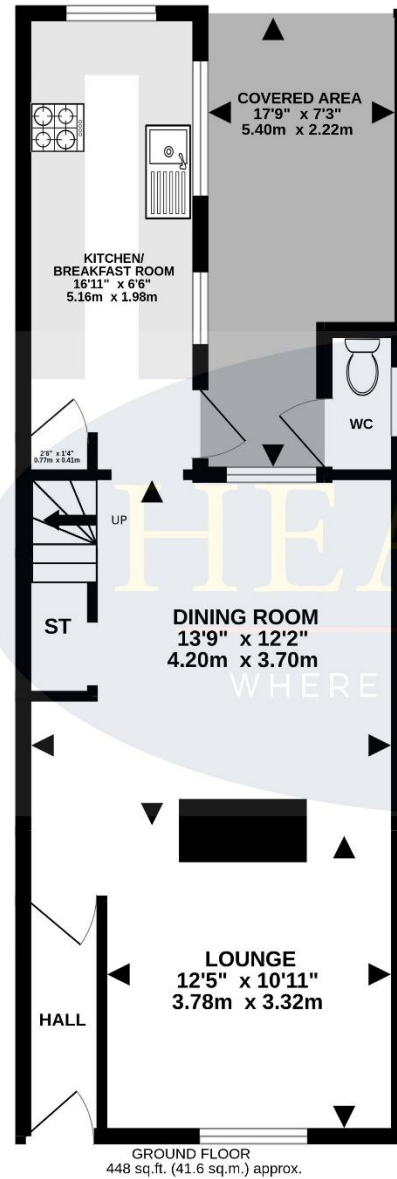 COVERED AREA
17'9" x 7'3"
5.40m x 2.22m
KITCHEN/
BREAKFAST ROOM
16'11" x 6'6"
5.16m x 1.98m
WC
2'6" x 1'4"
0.77m x 0.41m
UP
HEA
ST
DINING ROOM
13'9" x 12'2"
4.20m x 3.70m
WHERE
LOUNGE
12'5" x 10'11"
3.78m x 3.32m
HALL
GROUND FLOOR
448 sq.ft. (41.6 sq.m.) approx.